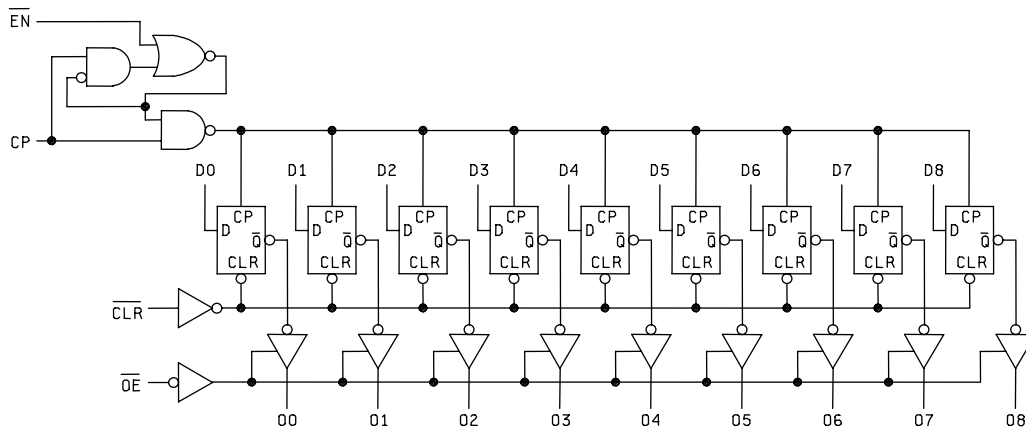 EN
CP
D0 D1 D2 D3 D4 D5 D6 D7 D8
CP CP CP CP CP CP CP CP CP
D D D D D D D D D
Q Q Q Q Q Q Q Q Q
CLR CLR CLR CLR CLR CLR CLR CLR CLR
CLR
OE
O0 O1 O2 O3 O4 O5 O6 O7 O8